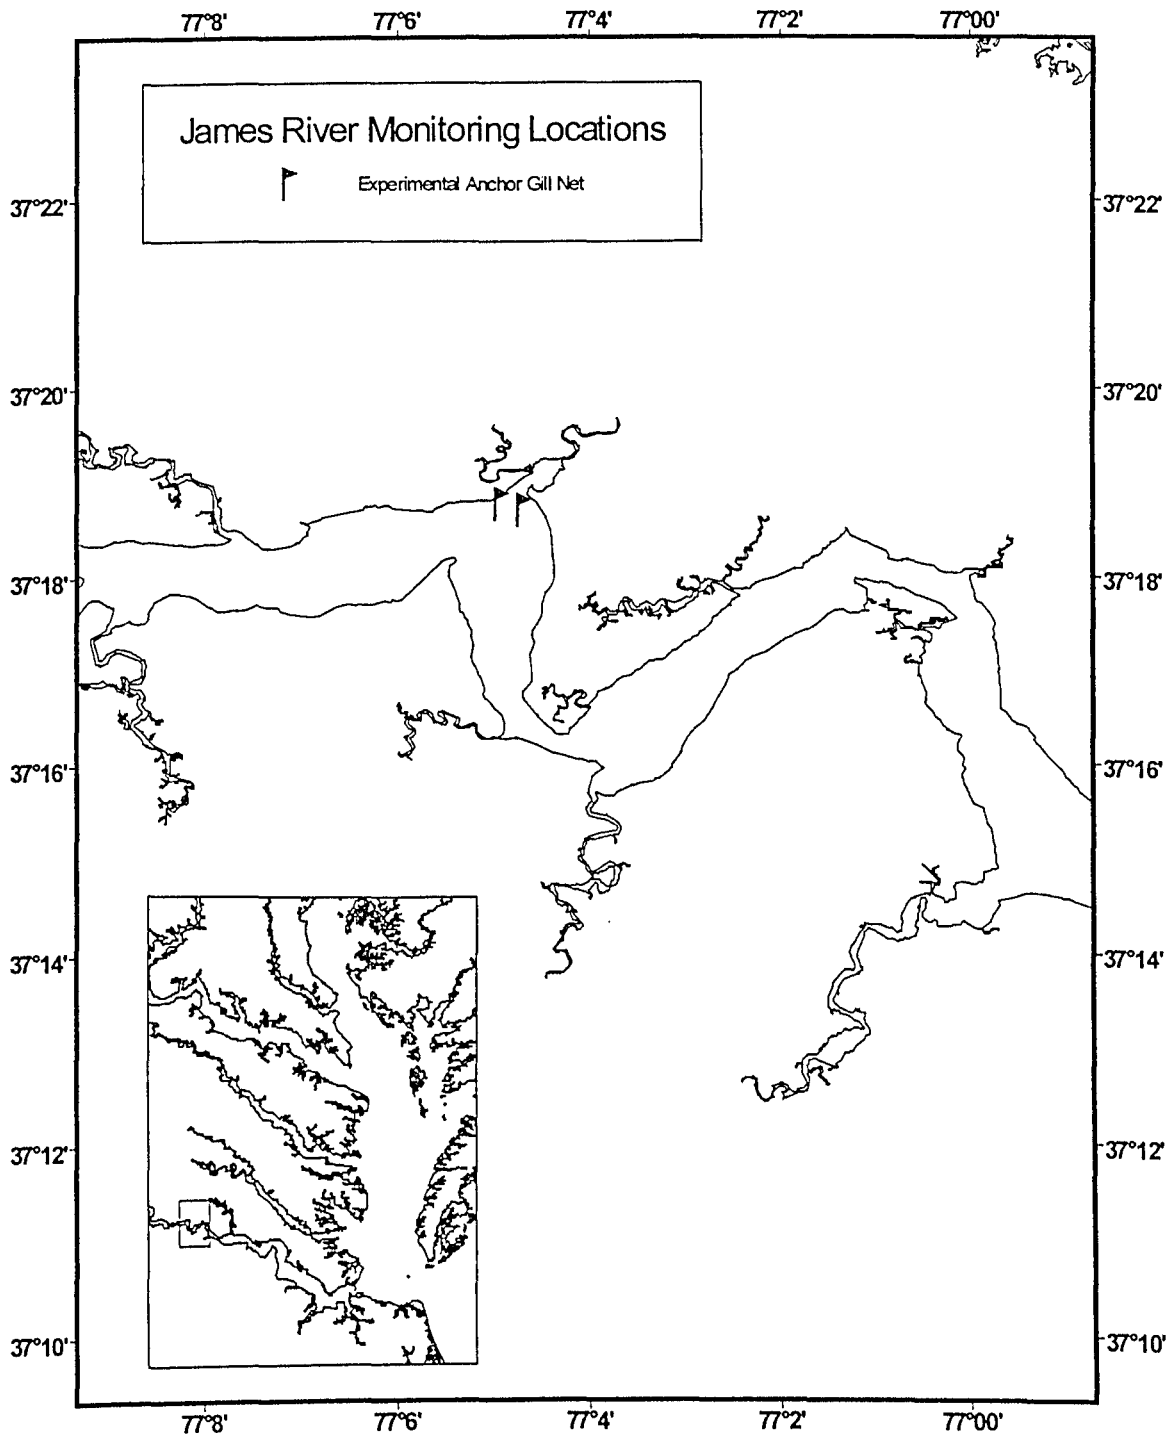 77°8' 77°6' 77°4' 77°2' 77°00'
James River Monitoring Locations
Experimental Anchor Gill Net
37°22' 37°22'
37°20' 37°20'
37°18' 37°18'
37°16' 37°16'
37°14' 37°14'
37°12' 37°12'
37°10' 37°10'
77°8' 77°6' 77°4' 77°2' 77°00'